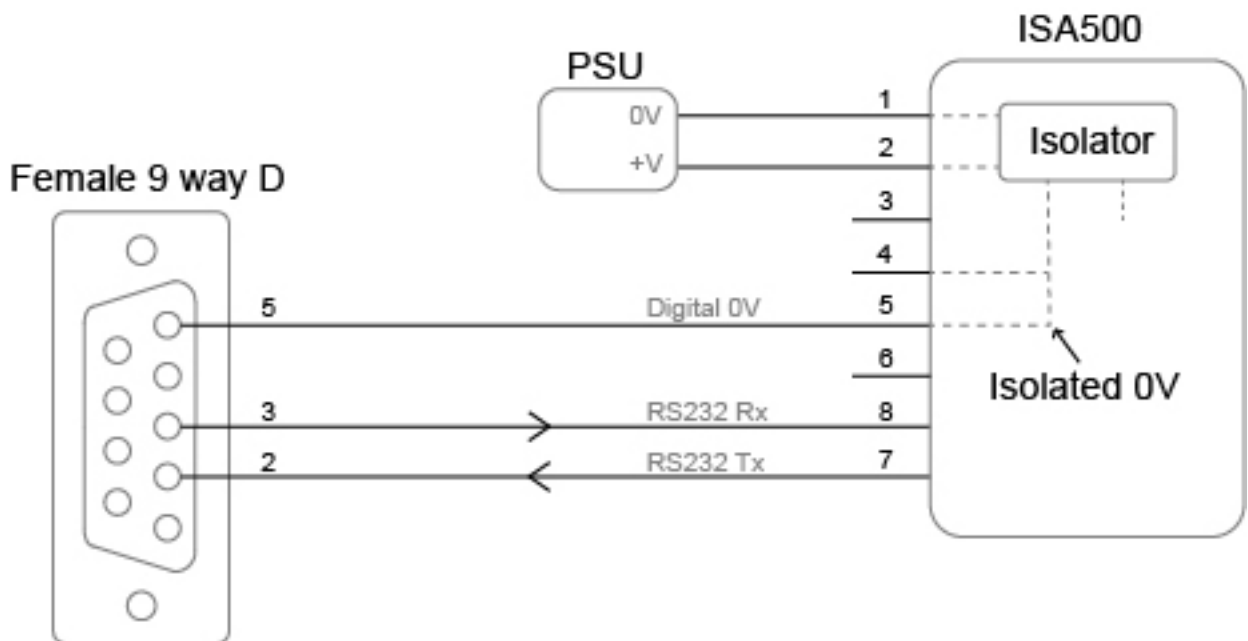 ISA500
PSU
0V
+V
1
2
Isolator
3
4
Female 9 way D
5
Digital 0V
5
6
Isolated 0V
3
RS232 Rx
8
2
RS232 Tx
7